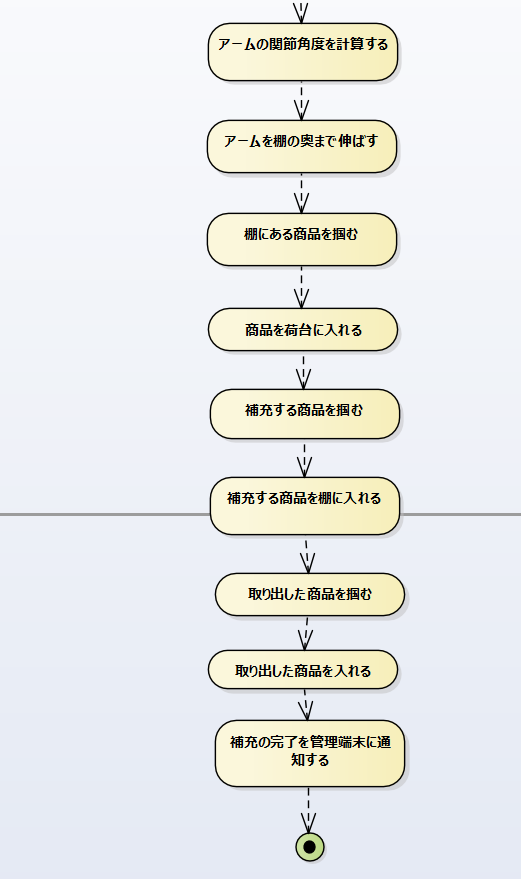 アームの関節角度を計算する
アームを棚の奥まで伸ばす
棚にある商品を掴む
商品を荷台に入れる
補充する商品を掴む
補充する商品を棚に入れる
取り出した商品を掴む
取り出した商品を入れる
補充の完了を管理端末に通
知する